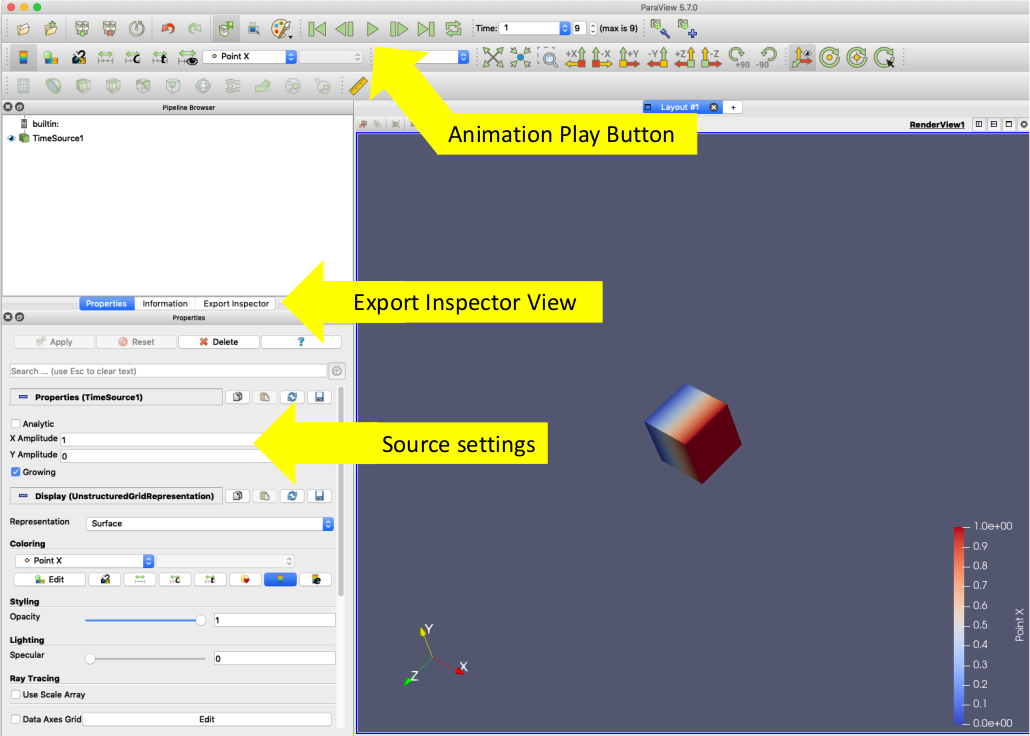 ParaView 5.7.0
Time: 1 9 (max is 9)
Point X
+X -X +Y -Y +Z -Z +90 -90
Pipeline Browser
Layout #1 +
builtin:
Animation Play Button
RenderView1
TimeSource1
Properties Information Export Inspector
Export Inspector View
Properties
Apply Reset Delete ?
Search ... (use Esc to clear text)
Properties (TimeSource1)
Analytic
X Amplitude 1
Source settings
Y Amplitude 0
Growing
Display (UnstructuredGridRepresentation)
Representation Surface
Coloring
Point X
Edit
Styling
Opacity 1
Lighting
Specular 0
Ray Tracing
Use Scale Array
Data Axes Grid Edit
Y
X
Z
1.0e+00
0.9
0.8
0.7
0.6
0.5
0.4
0.3
0.2
0.1
0.0e+00
Point X